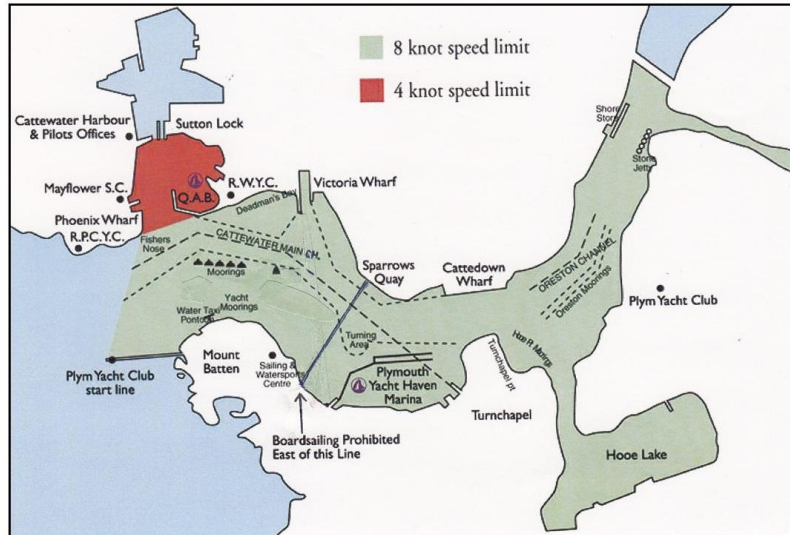 8 knot speed limit
4 knot speed limit
Cattewater Harbour
& Pilots Offices
Sutton Lock
Shore
Stone
Jetty
Mayflower S.C.
Q.A.B.
R.W.Y.C.
Victoria Wharf
Deadman's Bay
Phoenix Wharf
R.P.C.Y.C.
Fishers
Nose
CATTEWATER MAIN CH.
Sparrows
Quay
Cattedown
Wharf
ORESTON CHANNEL
Oreston Moorings
Plym Yacht Club
Moorings
Yacht
Moorings
Water Taxi
Pontoon
Turning
Area
Mount
Batten
Sailing &
Watersports
Centre
Plymouth
Yacht Haven
Marina
Turnchapel pt
Plym Yacht Club
start line
Turnchapel
Boardsailing Prohibited
East of this Line
Hooe Lake